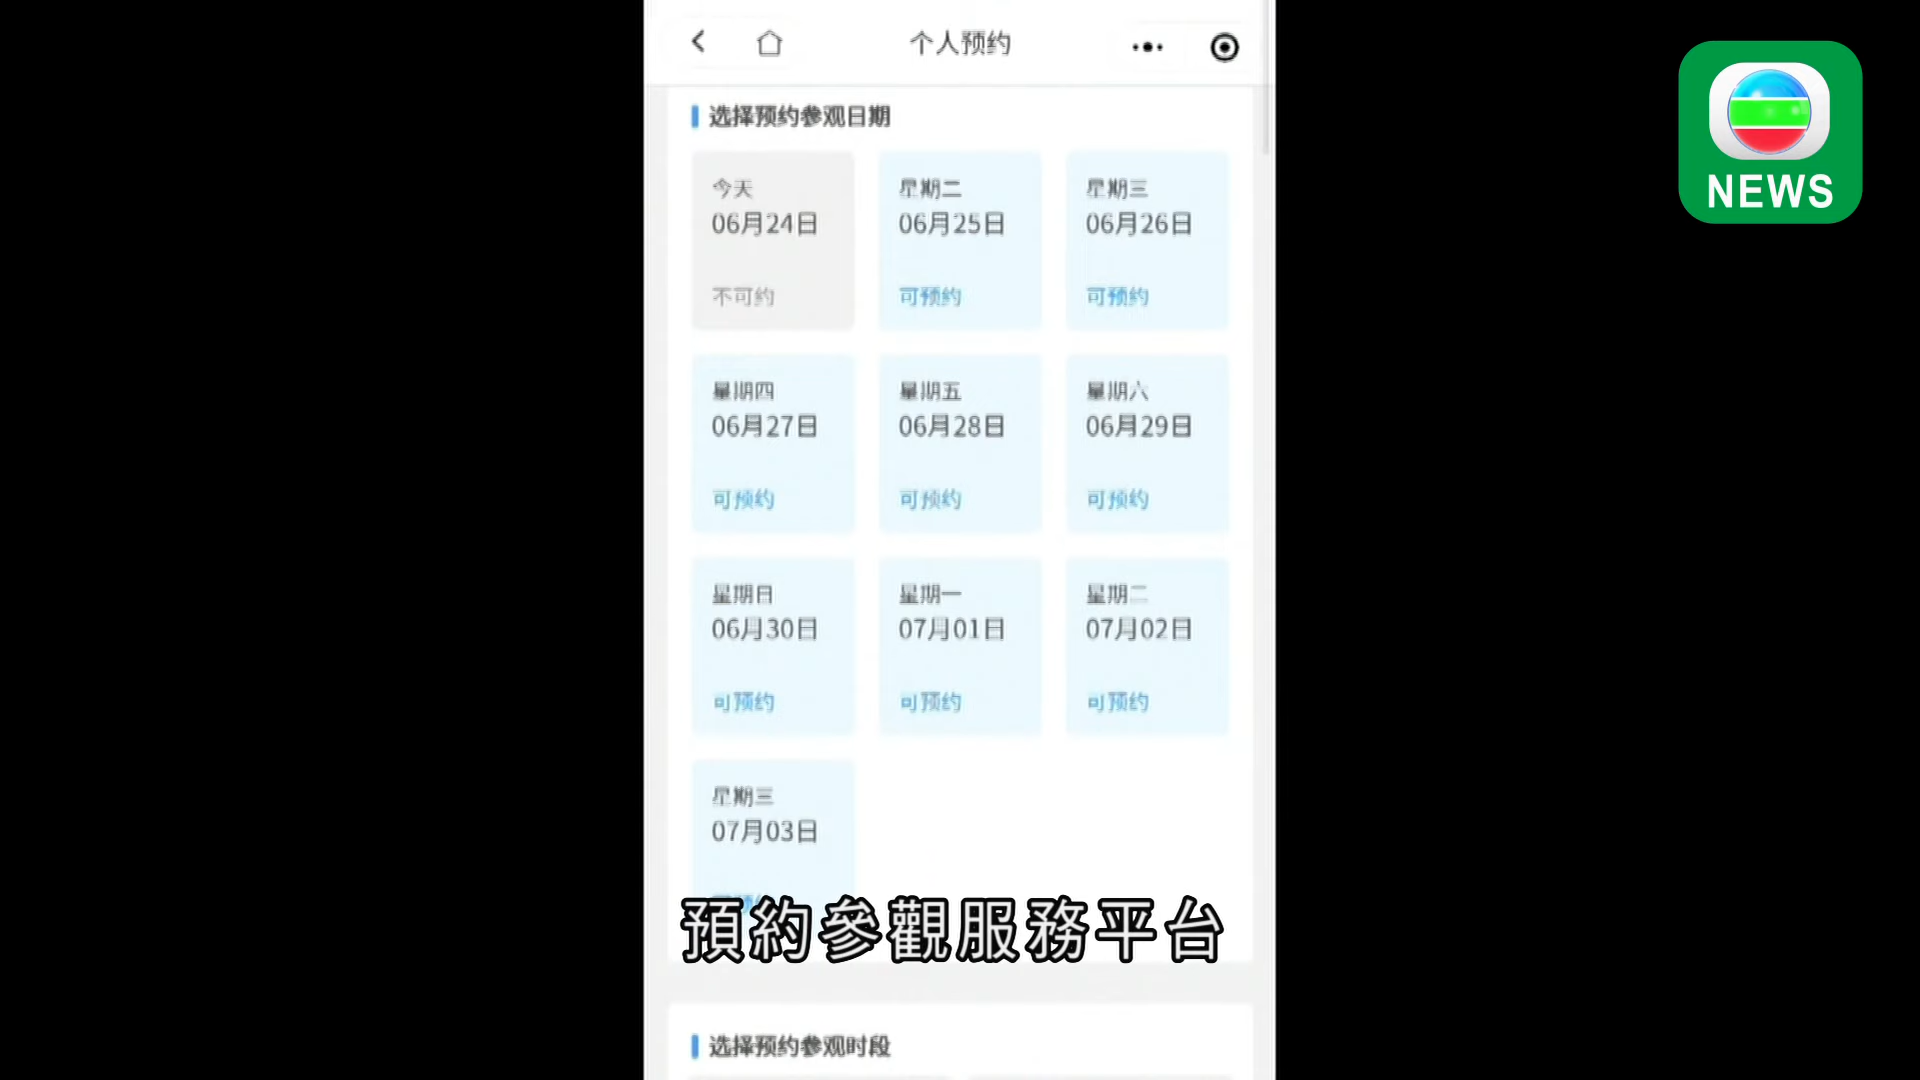 个人预约
NEWS
选择预约参观日期
今天 星期二 星期三
06月24日 06月25日 06月26日
不可约 可预约 可预约
星期四 星期五 星期六
06月27日 06月28日 06月29日
可预约 可预约 可预约
星期日 星期一 星期二
06月30日 07月01日 07月02日
可预约 可预约 可预约
星期三
07月03日
預約參觀服務平台
选择预约参观时段